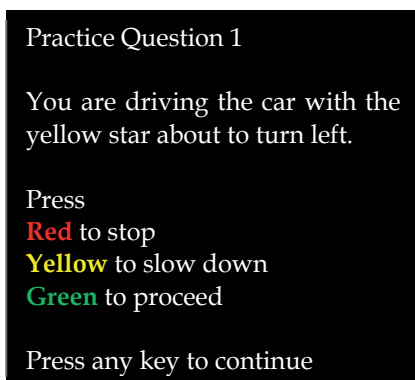 Practice Question 1
You are driving the car with the
yellow star about to turn left.
Press
Red to stop
Yellow to slow down
Green to proceed
Press any key to continue